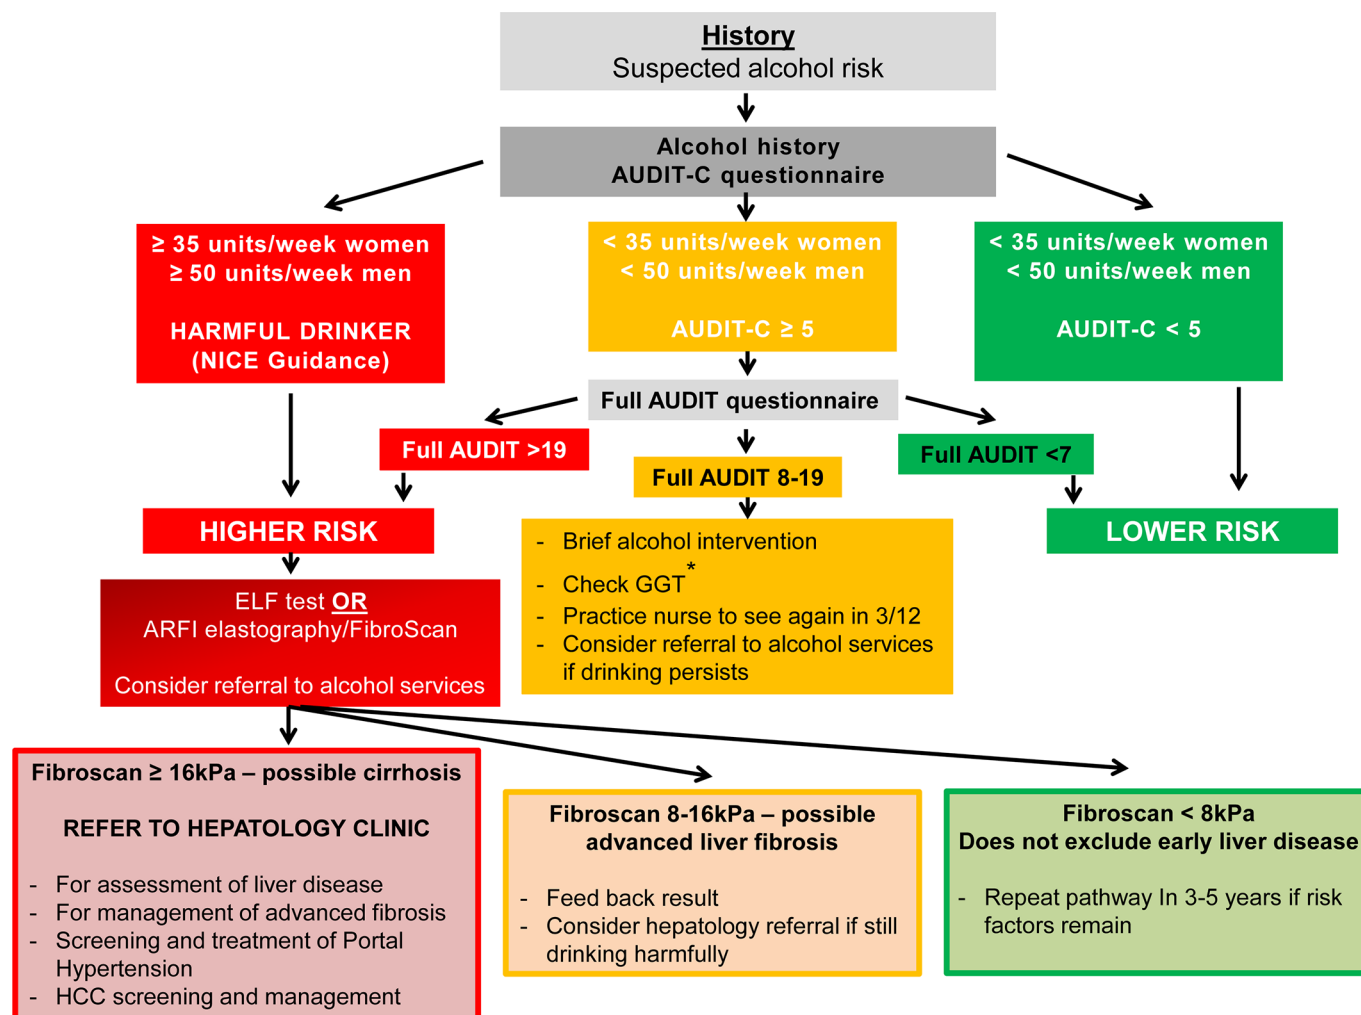 History
Suspected alcohol risk
Alcohol history
AUDIT-C questionnaire
≥ 35 units/week women
≥ 50 units/week men
HARMFUL DRINKER
(NICE Guidance)
< 35 units/week women
< 50 units/week men
AUDIT-C ≥ 5
< 35 units/week women
< 50 units/week men
AUDIT-C < 5
Full AUDIT questionnaire
Full AUDIT >19
Full AUDIT 8-19
Full AUDIT <7
HIGHER RISK
LOWER RISK
- Brief alcohol intervention
- Check GGT*
- Practice nurse to see again in 3/12
- Consider referral to alcohol services
if drinking persists
ELF test OR
ARFI elastography/FibroScan
Consider referral to alcohol services
Fibroscan ≥ 16kPa – possible cirrhosis
REFER TO HEPATOLOGY CLINIC
- For assessment of liver disease
- For management of advanced fibrosis
- Screening and treatment of Portal
Hypertension
- HCC screening and management
Fibroscan 8-16kPa – possible
advanced liver fibrosis
- Feed back result
- Consider hepatology referral if still
drinking harmfully
Fibroscan < 8kPa
Does not exclude early liver disease
- Repeat pathway In 3-5 years if risk
factors remain